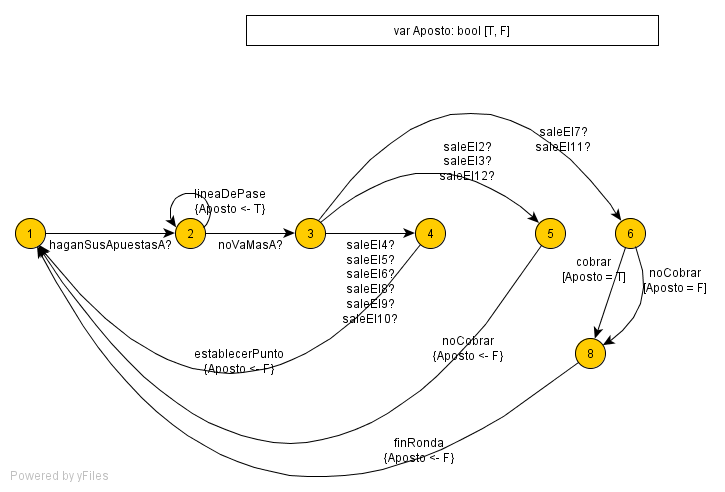 var Aposto: bool [T, F]
saleEl7?
saleEl11?
saleEl2?
saleEl3?
saleEl12?
lineaDePase
{Aposto <- T}
1
2
3
4
5
6
haganSusApuestasA?
noVaMasA?
saleEl4?
saleEl5?
saleEl6?
saleEl8?
saleEl9?
saleEl10?
cobrar
[Aposto = T]
noCobrar
[Aposto = F]
establecerPunto
{Aposto <- F}
noCobrar
{Aposto <- F}
8
finRonda
{Aposto <- F}
Powered by yFiles